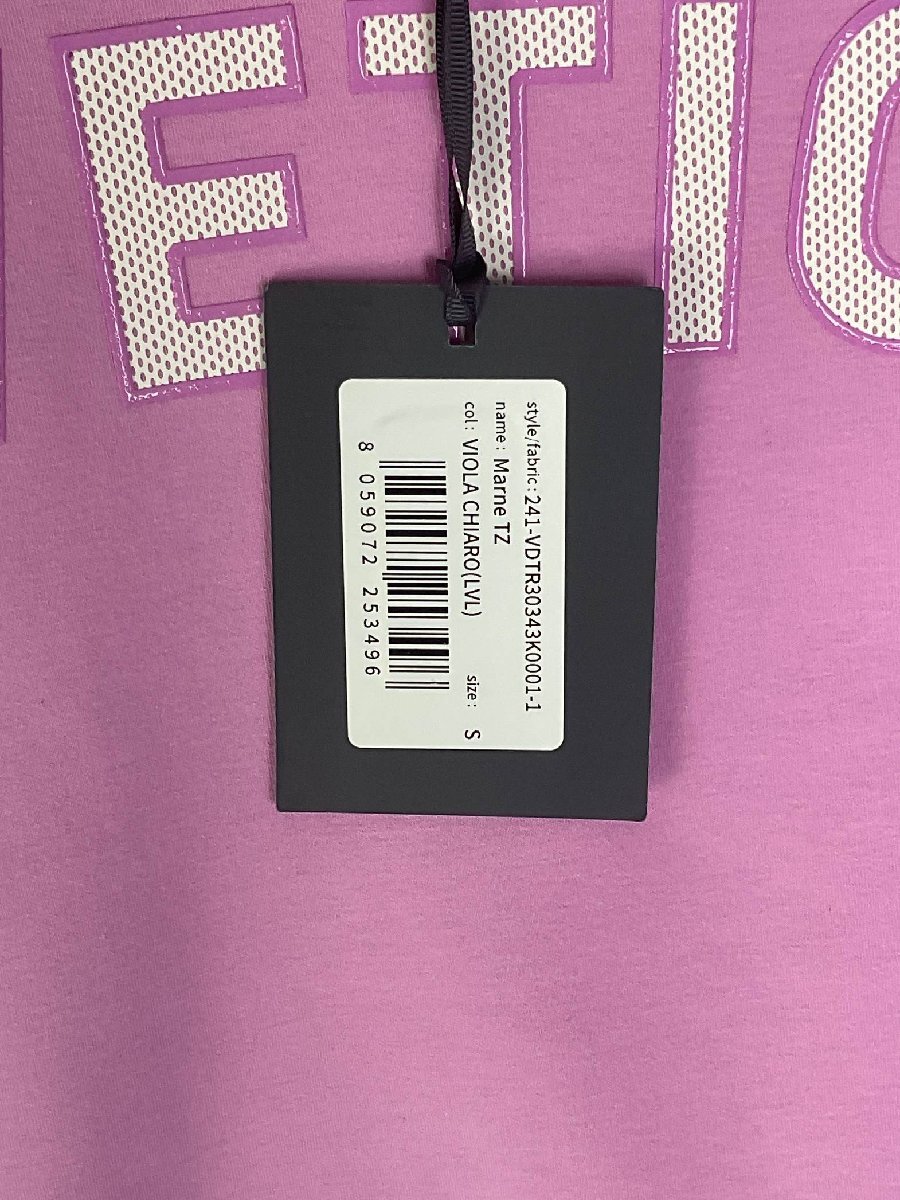 ETIC
style/fabric: 241-VDTR30343K0001-1
name: Marne TZ
col: VIOLA CHIARO(LVL) size: S
8 059072 253496